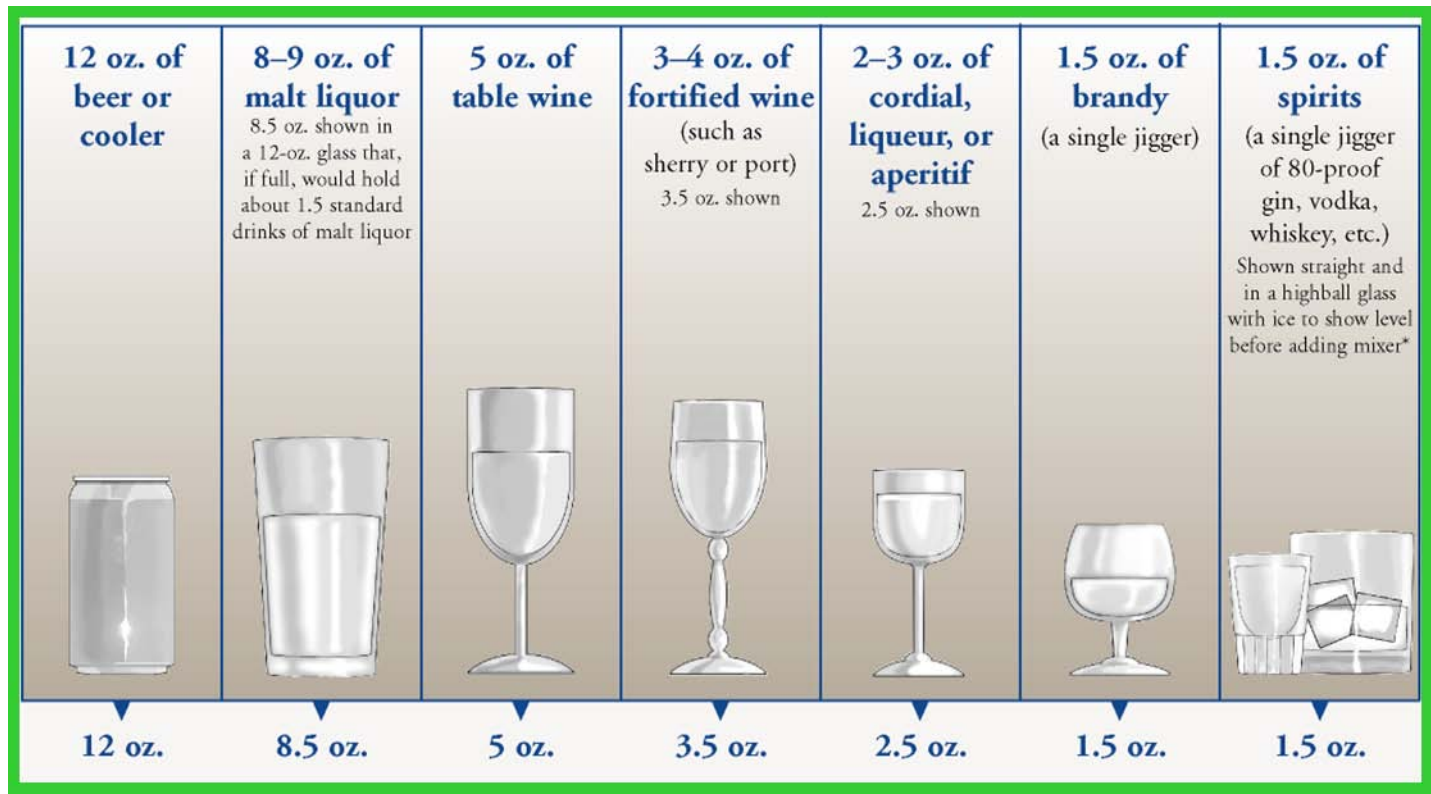 12 oz. of
beer or
cooler
8–9 oz. of
malt liquor
8.5 oz. shown in
a 12-oz. glass that,
if full, would hold
about 1.5 standard
drinks of malt liquor
5 oz. of
table wine
3–4 oz. of
fortified wine
(such as
sherry or port)
3.5 oz. shown
2–3 oz. of
cordial,
liqueur, or
aperitif
2.5 oz. shown
1.5 oz. of
brandy
(a single jigger)
1.5 oz. of
spirits
(a single jigger
of 80-proof
gin, vodka,
whiskey, etc.)
Shown straight and
in a highball glass
with ice to show level
before adding mixer*
12 oz.
8.5 oz.
5 oz.
3.5 oz.
2.5 oz.
1.5 oz.
1.5 oz.